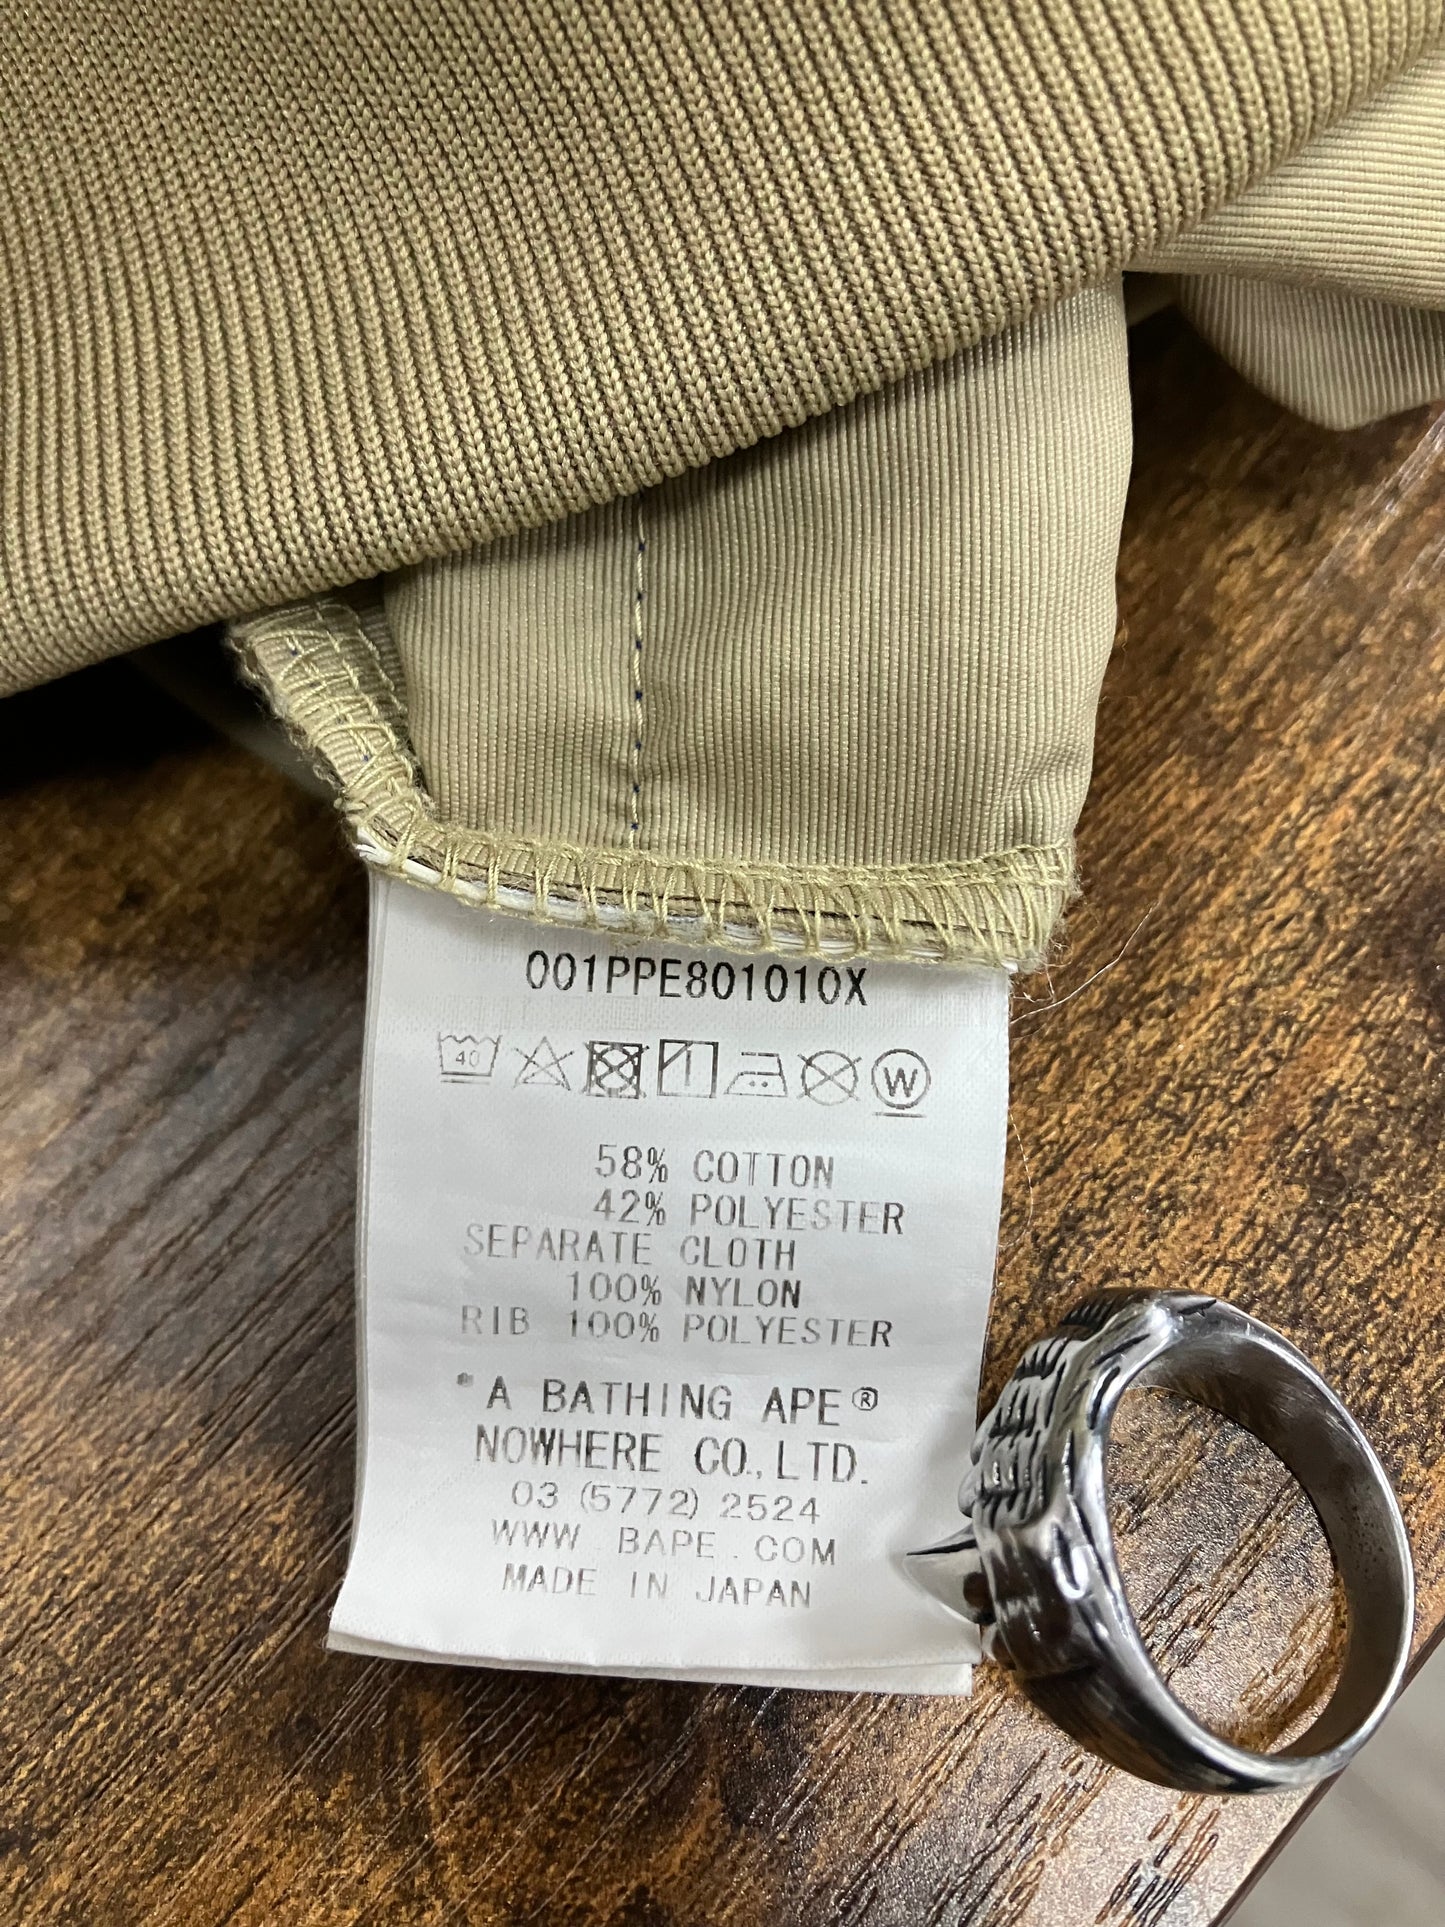 001PPE801010X
40
W
58% COTTON
42% POLYESTER
SEPARATE CLOTH
100% NYLON
RIB 100% POLYESTER
A BATHING APE®
NOWHERE CO.,LTD.
03 (5772) 2524
WWW.BAPE.COM
MADE IN JAPAN